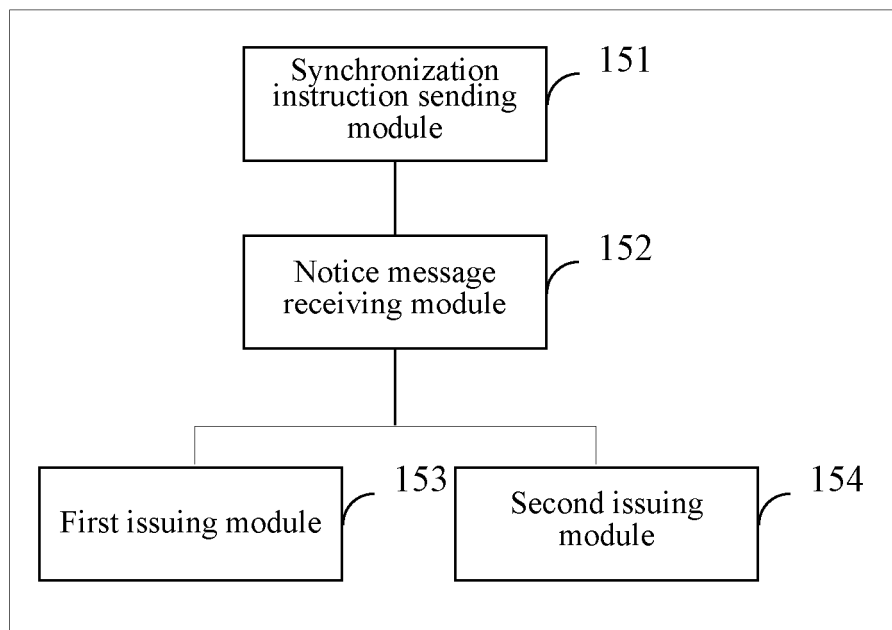 Synchronization
instruction sending
module
151
Notice message
receiving module
152
First issuing module
153
Second issuing
module
154